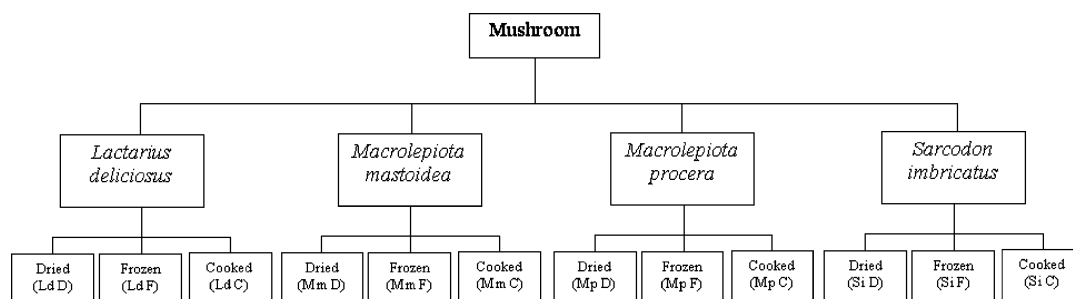 Mushroom
Lactarius
deliciosus
Macrolepiota
mastoidea
Macrolepiota
procera
Sarcodon
imbricatus
Dried
(Ld D)
Frozen
(Ld F)
Cooked
(Ld C)
Dried
(Mm D)
Frozen
(Mm F)
Cooked
(Mm C)
Dried
(Mp D)
Frozen
(Mp F)
Cooked
(Mp C)
Dried
(Si D)
Frozen
(Si F)
Cooked
(Si C)